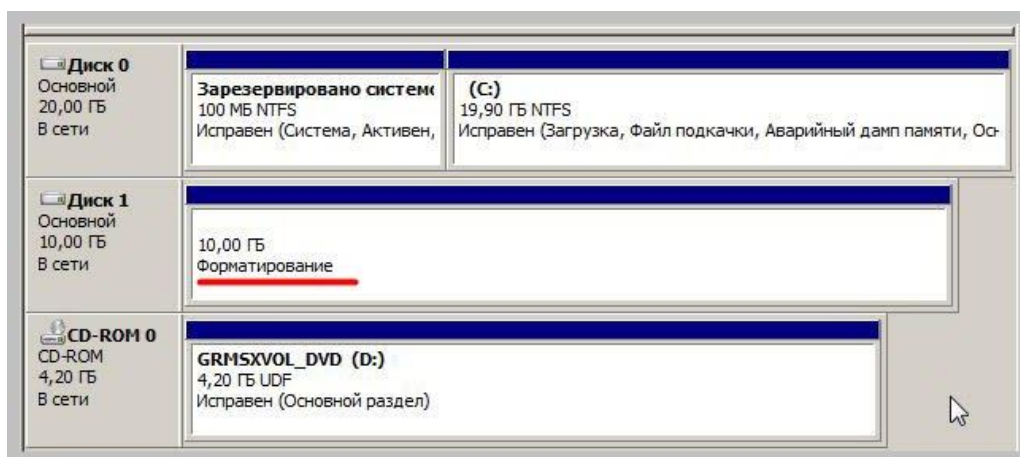 Диск 0
Основной
20,00 ГБ
В сети
Зарезервировано системо
100 МБ NTFS
Исправен (Система, Активен,
(C:)
19,90 ГБ NTFS
Исправен (Загрузка, Файл подкачки, Аварийный дамп памяти, Осн
Диск 1
Основной
10,00 ГБ
В сети
10,00 ГБ
Форматирование
CD-ROM 0
CD-ROM
4,20 ГБ
В сети
GRMSXVOL_DVD (D:)
4,20 ГБ UDF
Исправен (Основной раздел)